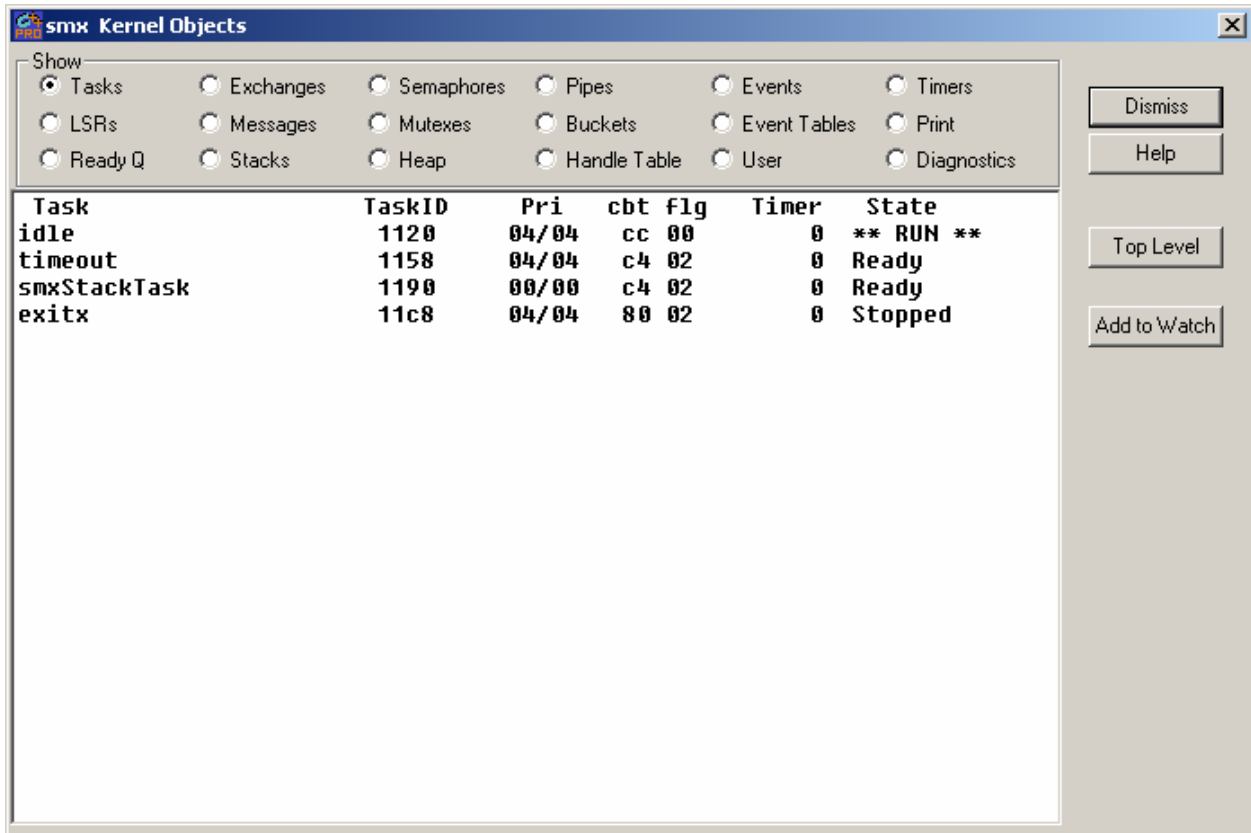 smx Kernel Objects
Show
Tasks Exchanges Semaphores Pipes Events Timers
LSRs Messages Mutexes Buckets Event Tables Print
Ready Q Stacks Heap Handle Table User Diagnostics
Dismiss
Help
Top Level
Add to Watch
Task TaskID Pri cbt flg Timer State
idle 1120 04/04 cc 00 0 ** RUN **
timeout 1158 04/04 c4 02 0 Ready
smxStackTask 1190 00/00 c4 02 0 Ready
exitx 11c8 04/04 80 02 0 Stopped